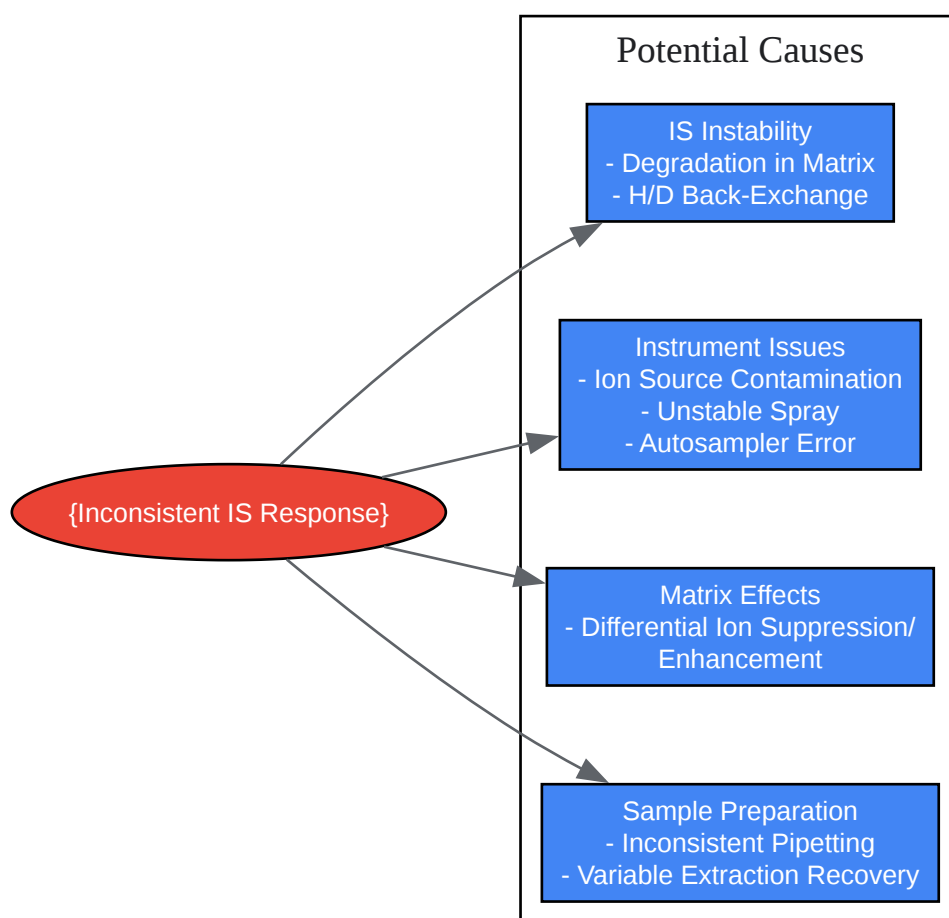 Potential Causes
IS Instability
- Degradation in Matrix
- H/D Back-Exchange
Instrument Issues
- Ion Source Contamination
- Unstable Spray
- Autosampler Error
{Inconsistent IS Response}
Matrix Effects
- Differential Ion Suppression/
Enhancement
Sample Preparation
- Inconsistent Pipetting
- Variable Extraction Recovery